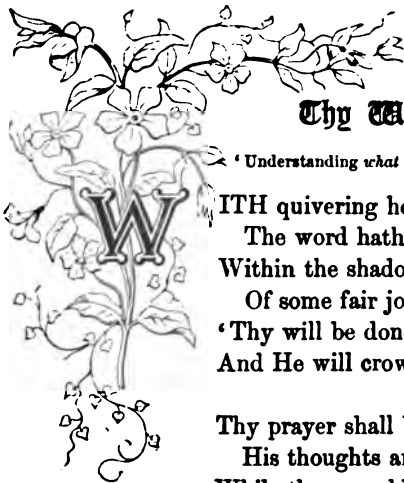 Thy W
‘Understanding what
WITH quivering he
The word hath
Within the shado
Of some fair jo
‘Thy will be don
And He will crow
Thy prayer shall
His thoughts a